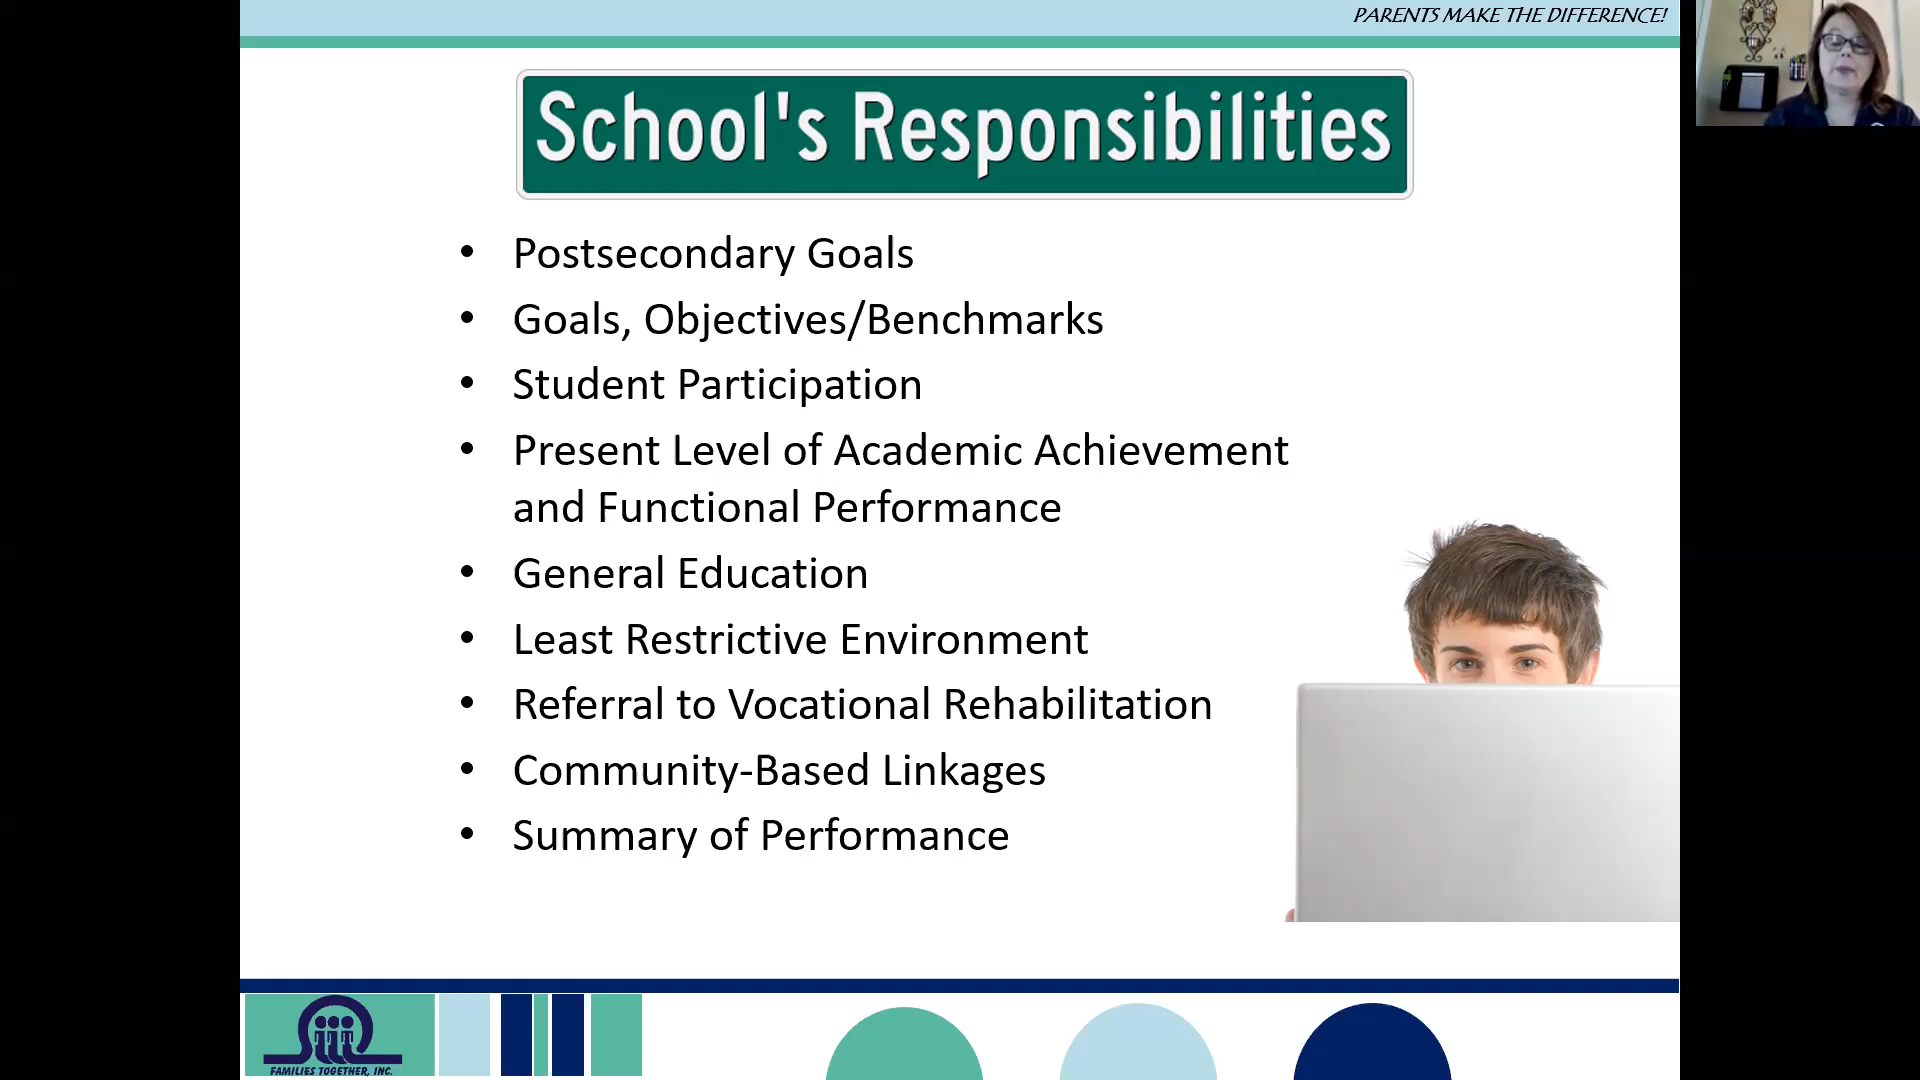 PARENTS MAKE THE DIFFERENCE!
School's Responsibilities
• Postsecondary Goals
• Goals, Objectives/Benchmarks
• Student Participation
• Present Level of Academic Achievement
and Functional Performance
• General Education
• Least Restrictive Environment
• Referral to Vocational Rehabilitation
• Community-Based Linkages
• Summary of Performance
FAMILIES TOGETHER, INC.